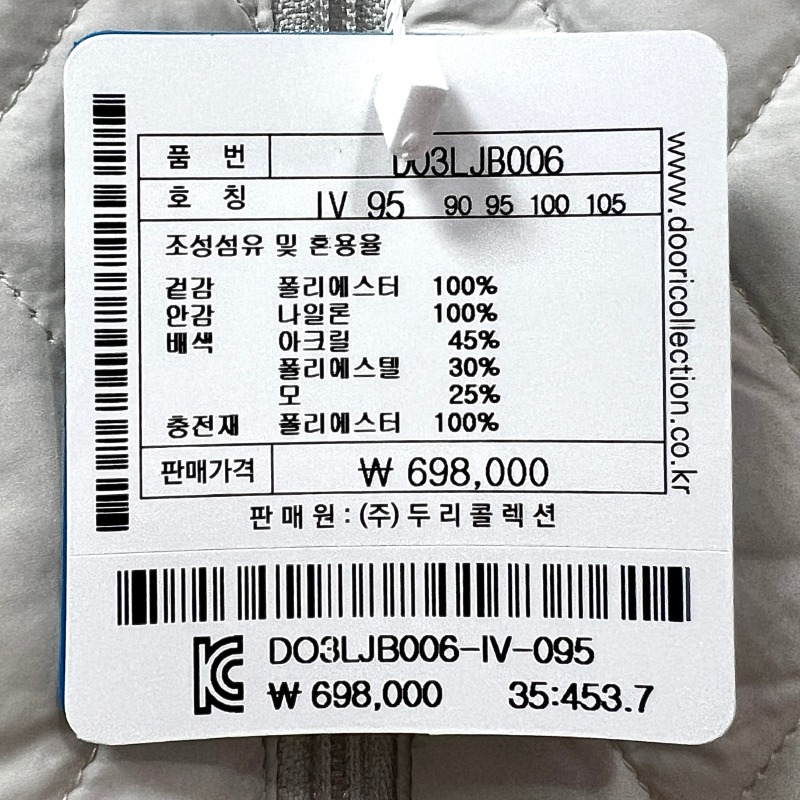 품 번 DO3LJB006
호 칭 IV 95 90 95 100 105
조성섬유 및 혼용율
겉감 폴리에스터 100%
안감 나일론 100%
배색 아크릴 45%
폴리에스텔 30%
모 25%
충전재 폴리에스터 100%
판매가격 ₩ 698,000
판매원 : (주)두리콜렉션
www.dooricollection.co.kr
DO3LJB006-IV-095
₩ 698,000 35:453.7